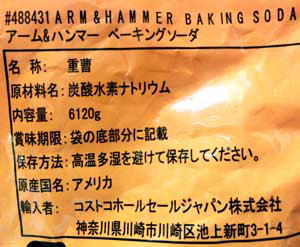 #488431 ARM&HAMMER BAKING SODA
アーム&ハンマー ベーキングソーダ
名 称: 重曹
原材料名: 炭酸水素ナトリウム
内容量: 6120g
賞味期限: 袋の底部分に記載
保存方法: 高温多湿を避けて保存してください。
原産国名: アメリカ
輸入者: コストコホールセールジャパン株式会社
神奈川県川崎市川崎区池上新町3-1-4